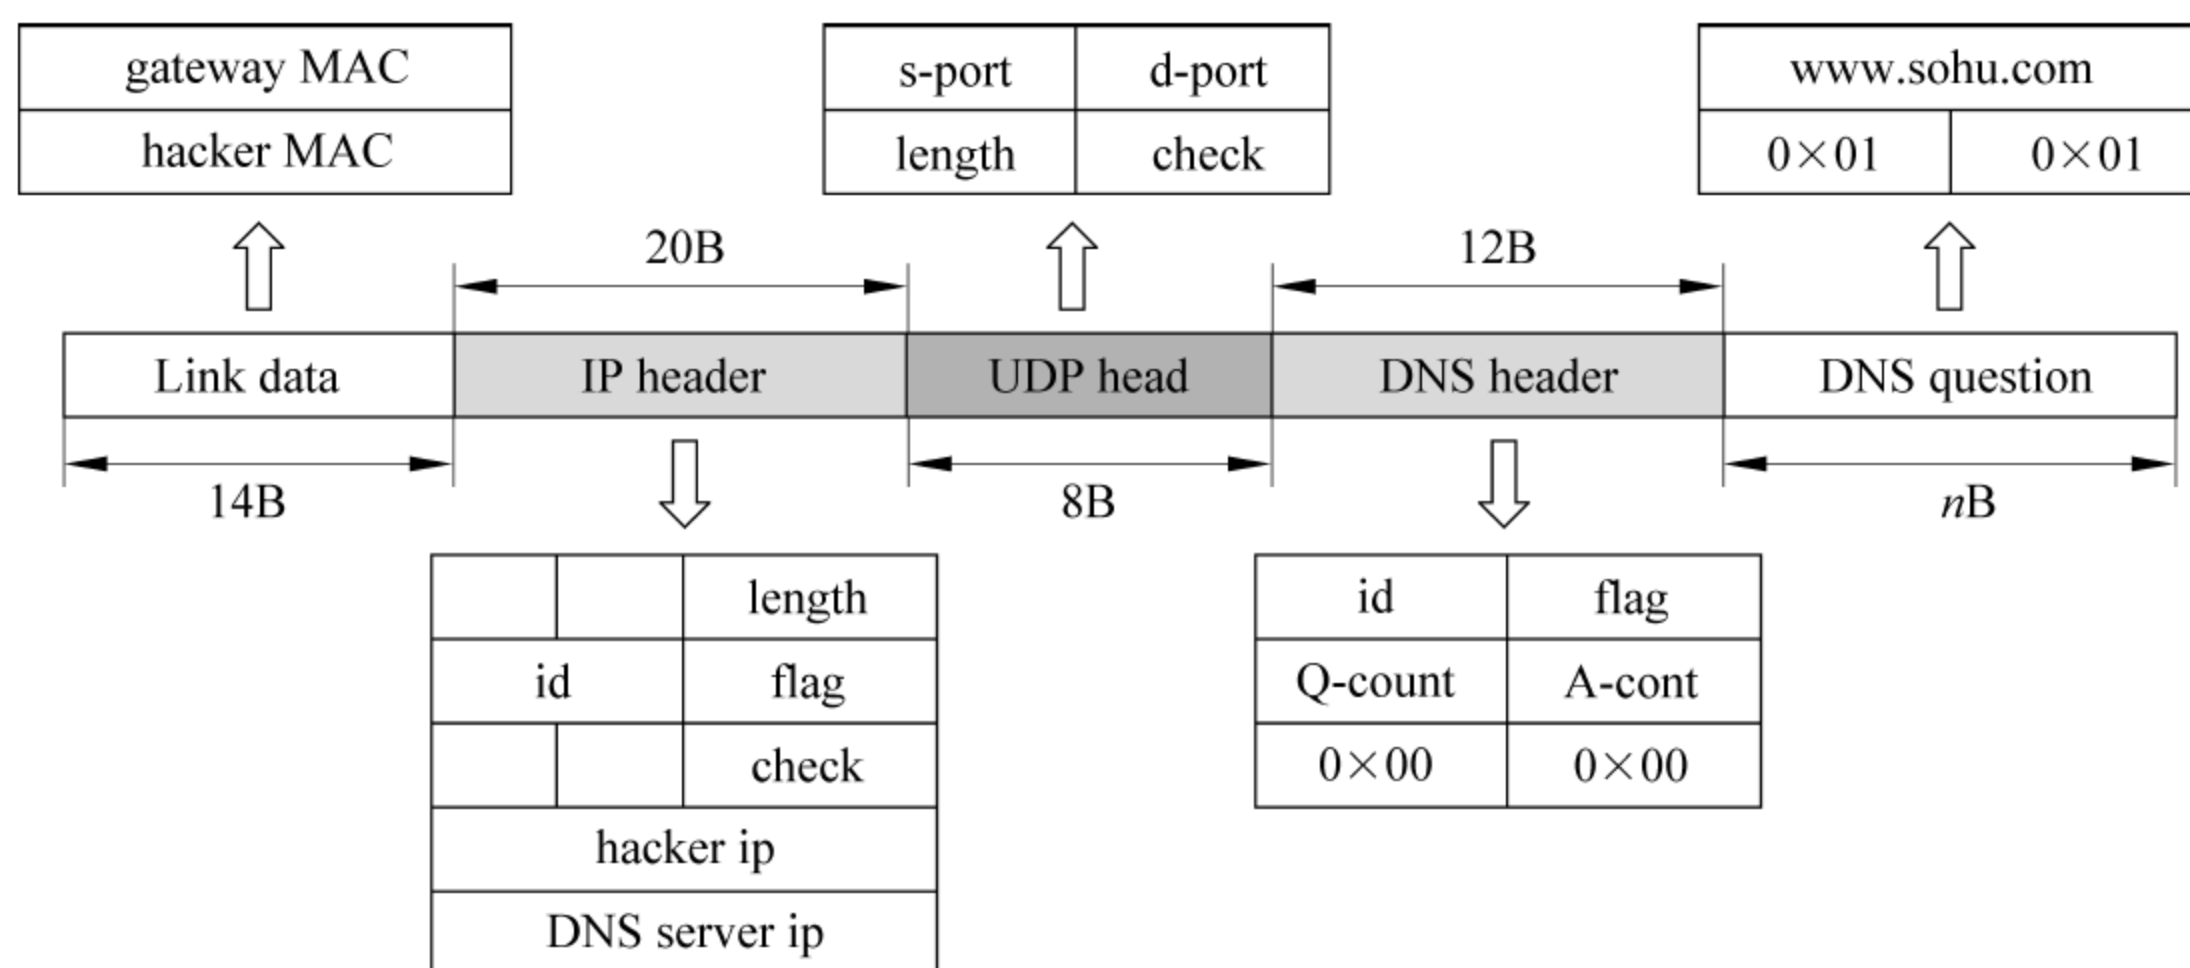 gateway MAC
hacker MAC
s-port d-port
length check
www.sohu.com
0×01 0×01
20B 12B
Link data IP header UDP head DNS header DNS question
14B 8B nB
length
id flag
check
hacker ip
DNS server ip
id flag
Q-count A-cont
0×00 0×00